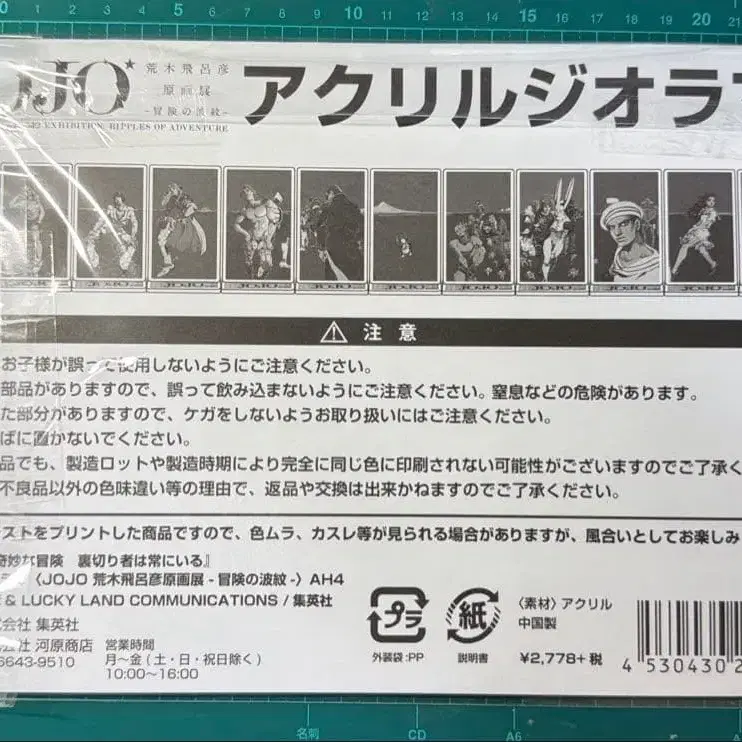 0 1 5 10 15 20
JOJO
荒木飛呂彦
原画展
-冒険の波紋-
EXHIBITION: RIPPLES OF ADVENTURE
アクリルジオラマ
JOJO JOJO JOJO JOJO JOJO JOJO JOJO JOJO
⚠ 注意
お子様が誤って使用しないようにご注意ください。
部品がありますので、誤って飲み込まないようにご注意ください。窒息などの危険があります。
た部分がありますので、ケガをしないようお取り扱いにはご注意ください。
ばに置かないでください。
品でも、製造ロットや製造時期により完全に同じ色に印刷されない可能性がございますのでご了承く
不良品以外の色味違い等の理由で、返品や交換は出来かねますのでご了承ください。
ストをプリントした商品ですので、色ムラ、カスレ等が見られる場合がありますが、風合いとしてお楽しみ
奇妙な冒険 裏切り者は常にいる』
〈JOJO 荒木飛呂彦原画展 - 冒険の波紋 -〉 AH4
& LUCKY LAND COMMUNICATIONS / 集英社
式会社 集英社
会社 河原商店
6643-9510
営業時間
月~金 ( 土・日・祝日除く )
10:00~16:00
プラ
外装袋:PP
紙
説明書
〈素材〉アクリル
中国製
¥2,778+税
4 530430 2
名刺 CD A6